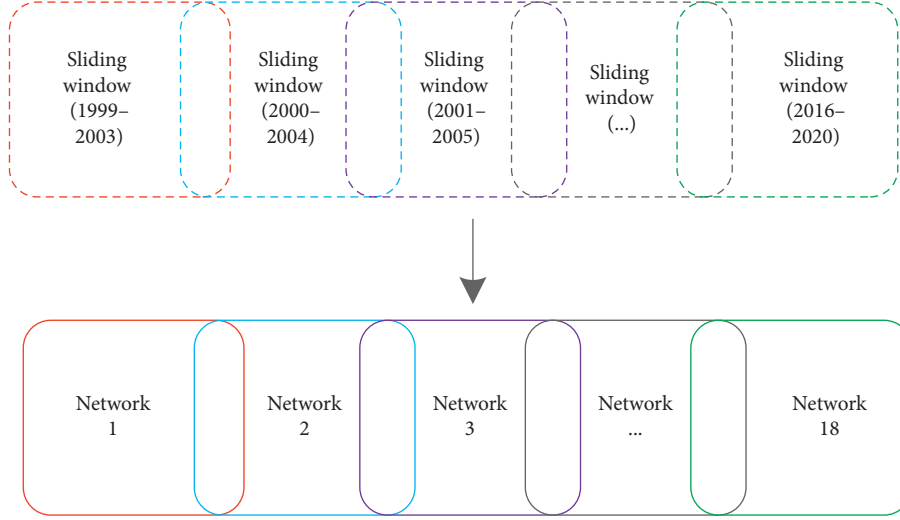 Sliding
window
(1999–
2003)
Sliding
window
(2000–
2004)
Sliding
window
(2001–
2005)
Sliding
window
(...)
Sliding
window
(2016–
2020)
Network
1
Network
2
Network
3
Network
...
Network
18